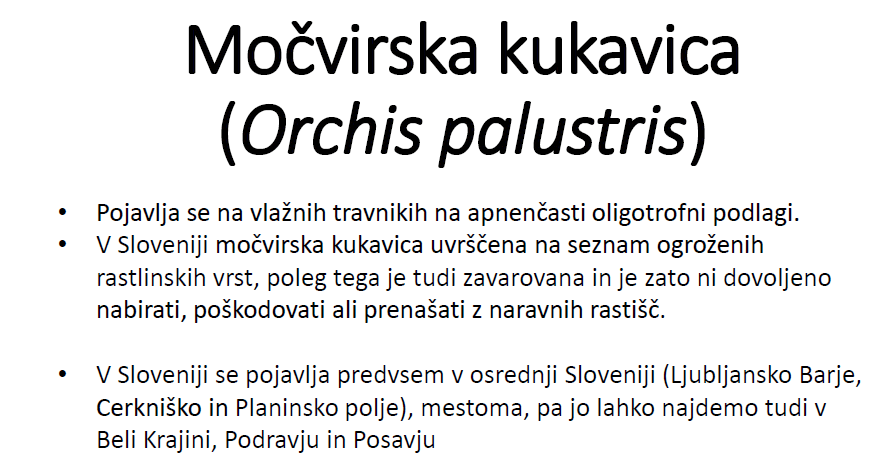 Močvirska kukavica
(Orchis palustris)
• Pojavlja se na vlažnih travnikih na apnenčasti oligotrofni podlagi.
• V Sloveniji močvirska kukavica uvrščena na seznam ogroženih
rastlinskih vrst, poleg tega je tudi zavarovana in je zato ni dovoljeno
nabirati, poškodovati ali prenašati z naravnih rastišč.
• V Sloveniji se pojavlja predvsem v osrednji Sloveniji (Ljubljansko Barje,
Cerkniško in Planinsko polje), mestoma, pa jo lahko najdemo tudi v
Beli Krajini, Podravju in Posavju